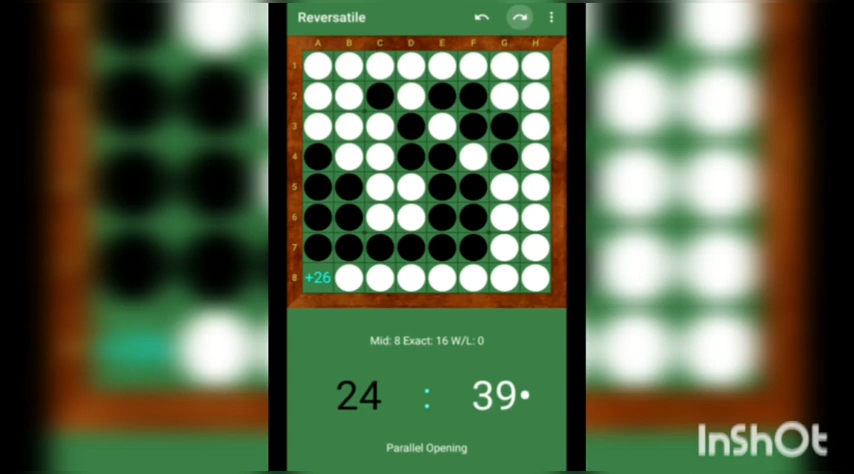 Reversatile
A B C D E F G H
1
2
3
4
5
6
7
8 +26
Mid: 8 Exact: 16 W/L: 0
24 : 39•
Parallel Opening
InShOt